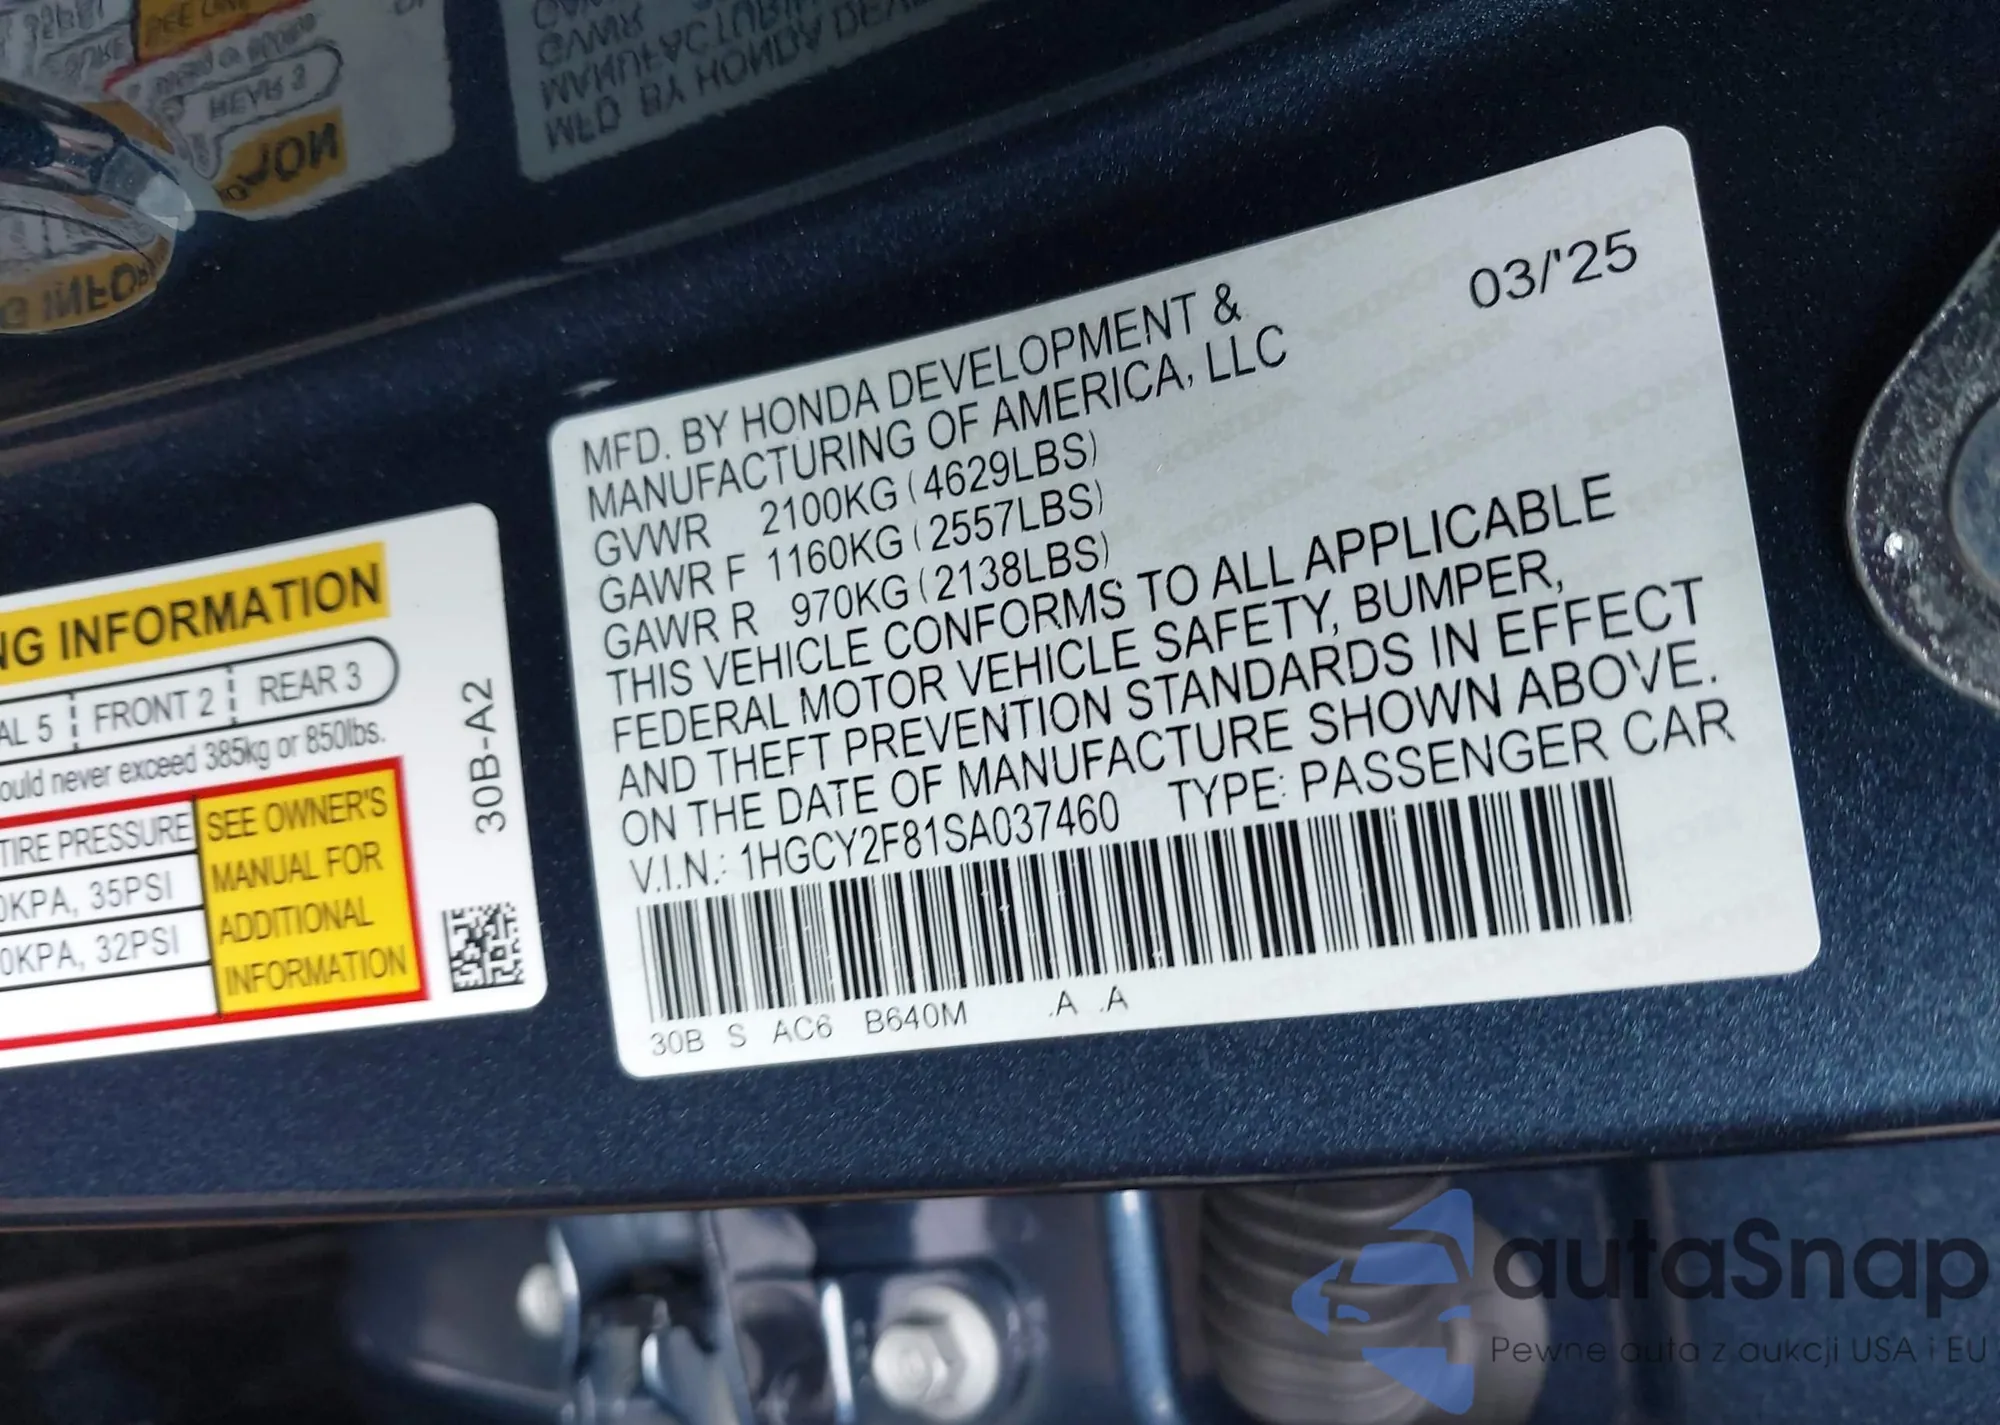 NG INFORMATION
AL 5 FRONT 2 REAR 3
ould never exceed 385kg or 850lbs.
TIRE PRESSURE
0KPA, 35PSI
0KPA, 32PSI
SEE OWNER'S
MANUAL FOR
ADDITIONAL
INFORMATION
30B-A2
03/'25
MFD. BY HONDA DEVELOPMENT &
MANUFACTURING OF AMERICA, LLC
GVWR 2100KG (4629LBS)
GAWR F 1160KG (2557LBS)
GAWR R 970KG (2138LBS)
THIS VEHICLE CONFORMS TO ALL APPLICABLE
FEDERAL MOTOR VEHICLE SAFETY, BUMPER,
AND THEFT PREVENTION STANDARDS IN EFFECT
ON THE DATE OF MANUFACTURE SHOWN ABOVE.
V.I.N.: 1HGCY2F81SA037460 TYPE: PASSENGER CAR
30B S AC6 B640M .A .A
autaSnap
Pewne auta z aukcji USA i EU